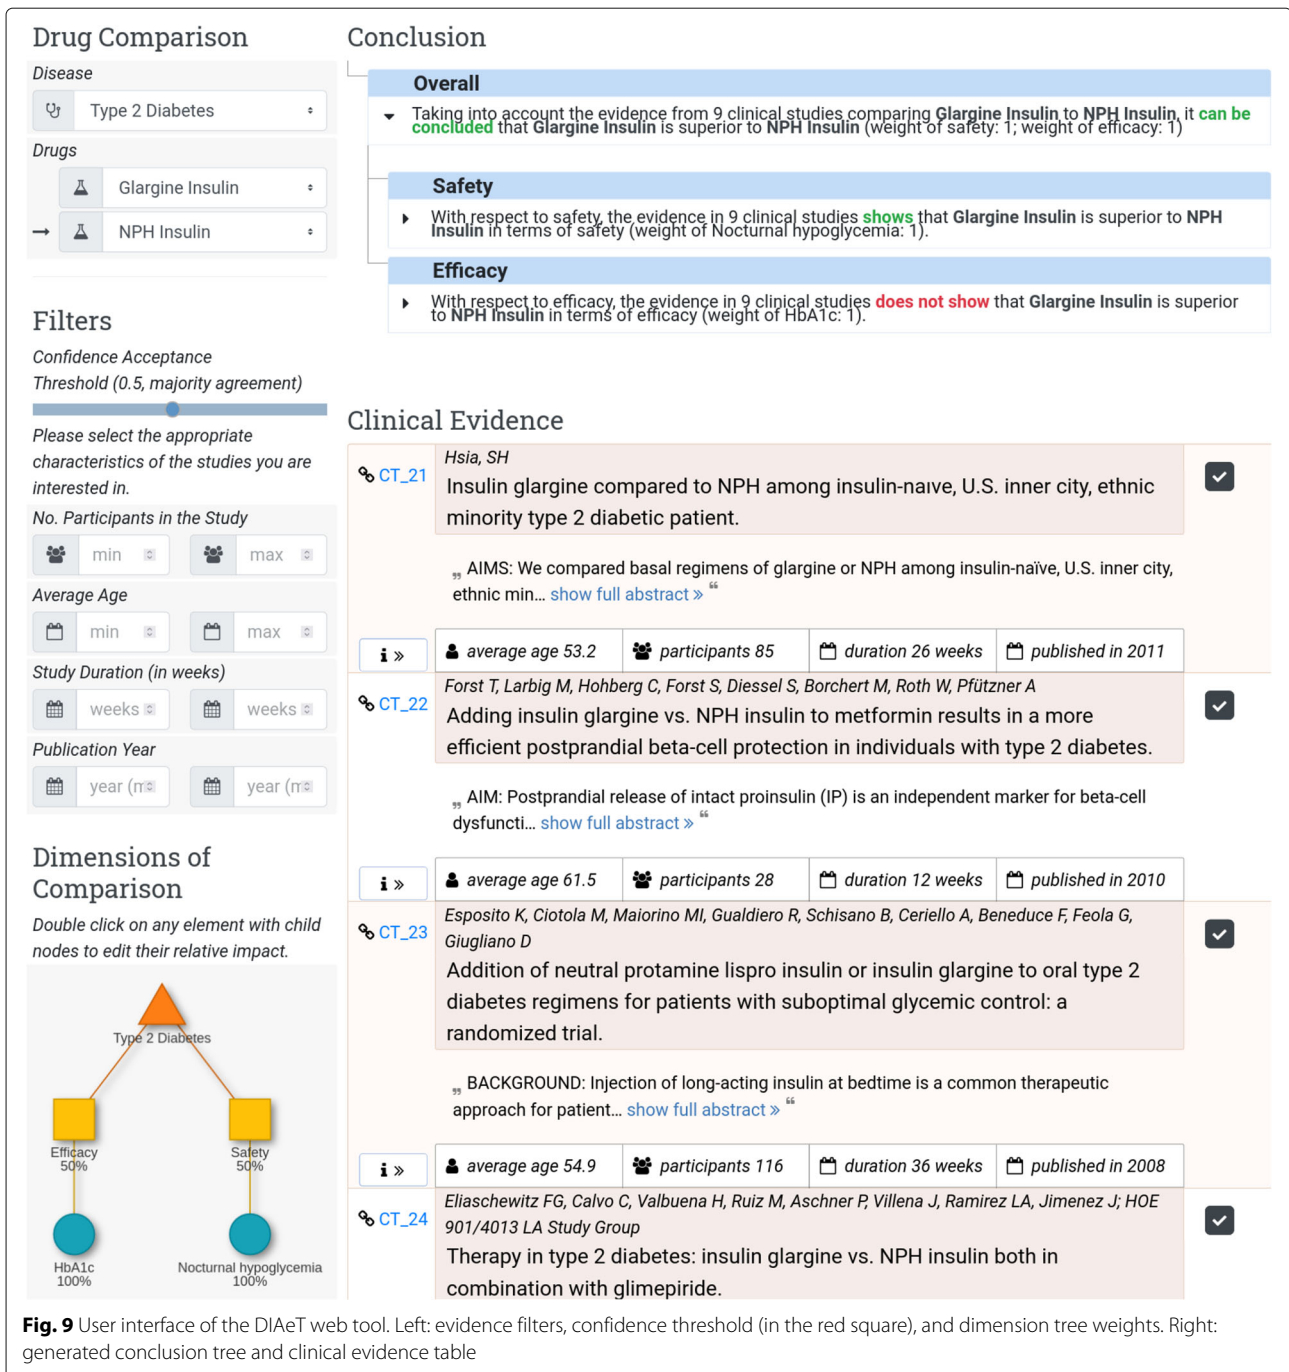 Drug Comparison
Disease
Type 2 Diabetes
Drugs
Glargine Insulin
NPH Insulin
Filters
Confidence Acceptance
Threshold (0.5, majority agreement)
Please select the appropriate
characteristics of the studies you are
interested in.
No. Participants in the Study
min max
Average Age
min max
Study Duration (in weeks)
weeks weeks
Publication Year
year (m year (m
Dimensions of
Comparison
Double click on any element with child
nodes to edit their relative impact.
Type 2 Diabetes
Efficacy Safety
50% 50%
HbA1c Nocturnal hypoglycemia
100% 100%
Conclusion
Overall
Taking into account the evidence from 9 clinical studies comparing Glargine Insulin to NPH Insulin, it can be
concluded that Glargine Insulin is superior to NPH Insulin (weight of safety: 1; weight of efficacy: 1)
Safety
With respect to safety, the evidence in 9 clinical studies shows that Glargine Insulin is superior to NPH
Insulin in terms of safety (weight of Nocturnal hypoglycemia: 1).
Efficacy
With respect to efficacy, the evidence in 9 clinical studies does not show that Glargine Insulin is superior
to NPH Insulin in terms of efficacy (weight of HbA1c: 1).
Clinical Evidence
CT_21
Hsia, SH
Insulin glargine compared to NPH among insulin-naıve, U.S. inner city, ethnic
minority type 2 diabetic patient.
„ AIMS: We compared basal regimens of glargine or NPH among insulin-naïve, U.S. inner city,
ethnic min... show full abstract » “
i » average age 53.2 participants 85 duration 26 weeks published in 2011
CT_22
Forst T, Larbig M, Hohberg C, Forst S, Diessel S, Borchert M, Roth W, Pfützner A
Adding insulin glargine vs. NPH insulin to metformin results in a more
efficient postprandial beta-cell protection in individuals with type 2 diabetes.
„ AIM: Postprandial release of intact proinsulin (IP) is an independent marker for beta-cell
dysfuncti... show full abstract » “
i » average age 61.5 participants 28 duration 12 weeks published in 2010
CT_23
Esposito K, Ciotola M, Maiorino MI, Gualdiero R, Schisano B, Ceriello A, Beneduce F, Feola G,
Giugliano D
Addition of neutral protamine lispro insulin or insulin glargine to oral type 2
diabetes regimens for patients with suboptimal glycemic control: a
randomized trial.
„ BACKGROUND: Injection of long-acting insulin at bedtime is a common therapeutic
approach for patient... show full abstract » “
i » average age 54.9 participants 116 duration 36 weeks published in 2008
CT_24
Eliaschewitz FG, Calvo C, Valbuena H, Ruiz M, Aschner P, Villena J, Ramirez LA, Jimenez J; HOE
901/4013 LA Study Group
Therapy in type 2 diabetes: insulin glargine vs. NPH insulin both in
combination with glimepiride.
Fig. 9 User interface of the DIAeT web tool. Left: evidence filters, confidence threshold (in the red square), and dimension tree weights. Right:
generated conclusion tree and clinical evidence table